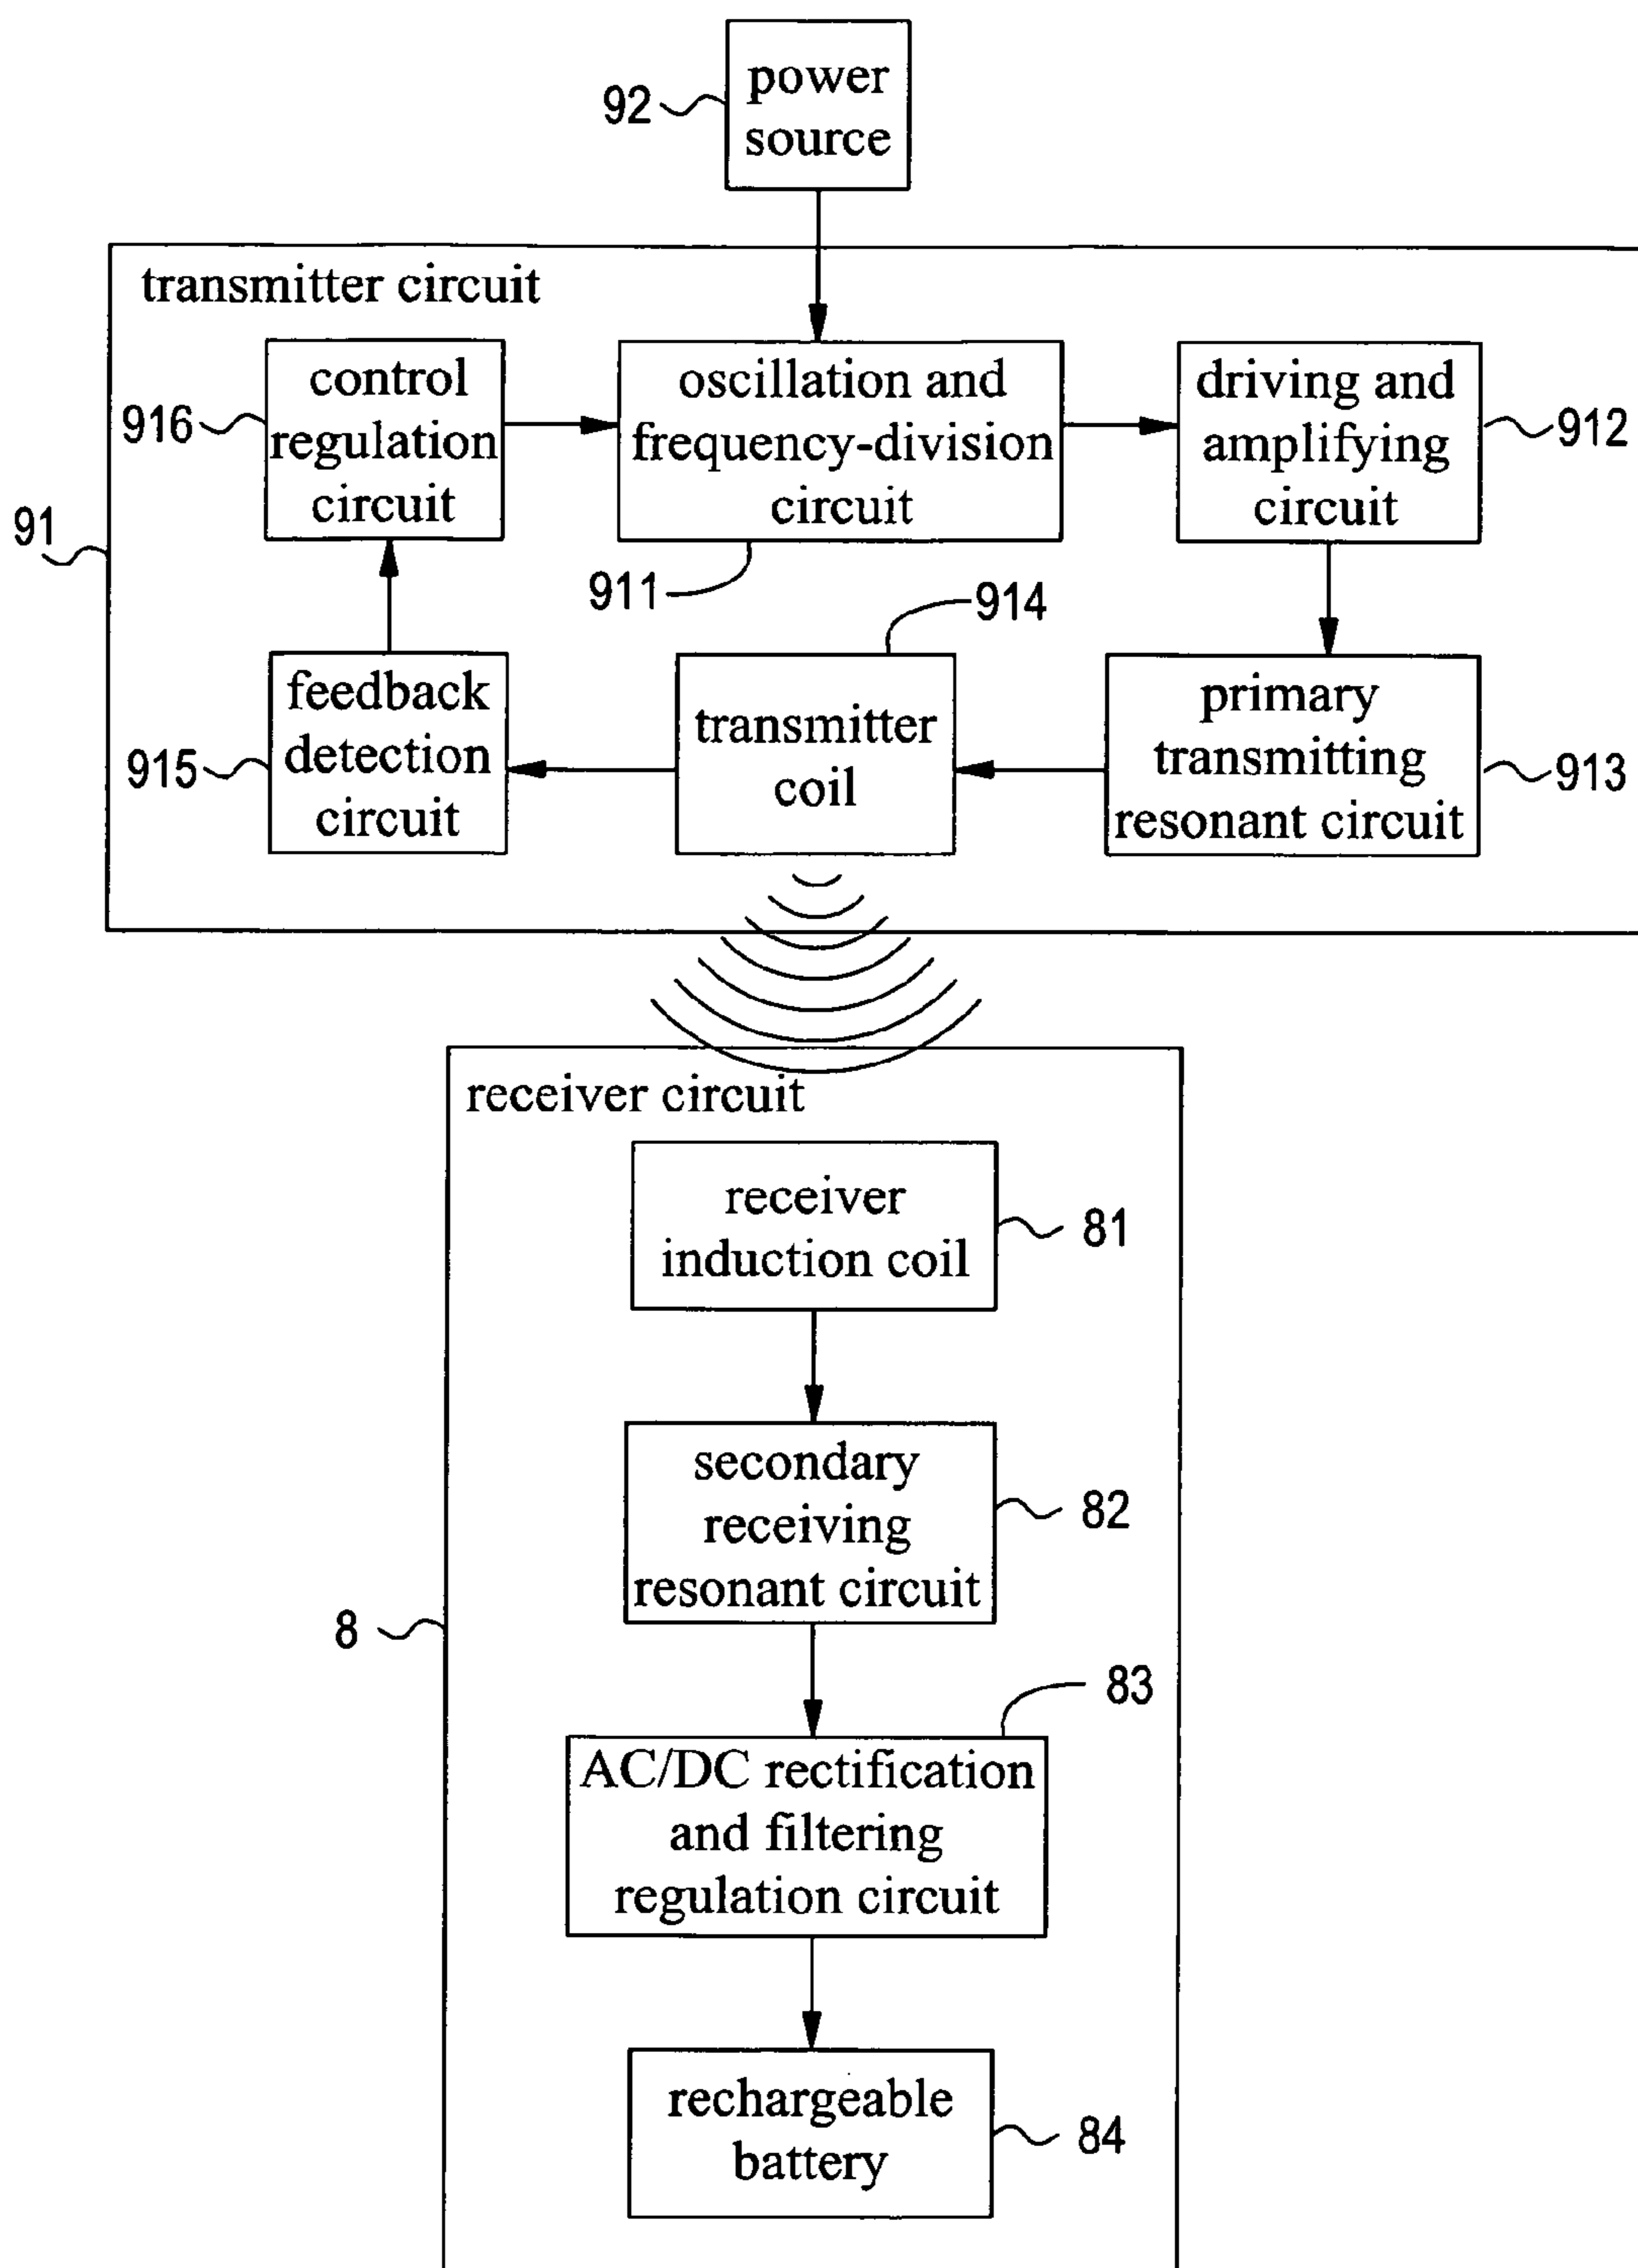 power
source
92
transmitter circuit
control
regulation
circuit
916
oscillation and
frequency-division
circuit
911
driving and
amplifying
circuit
912
91
feedback
detection
circuit
915
transmitter
coil
914
primary
transmitting
resonant circuit
913
receiver circuit
receiver
induction coil
81
secondary
receiving
resonant circuit
82
8
83
AC/DC rectification
and filtering
regulation circuit
rechargeable
battery
84